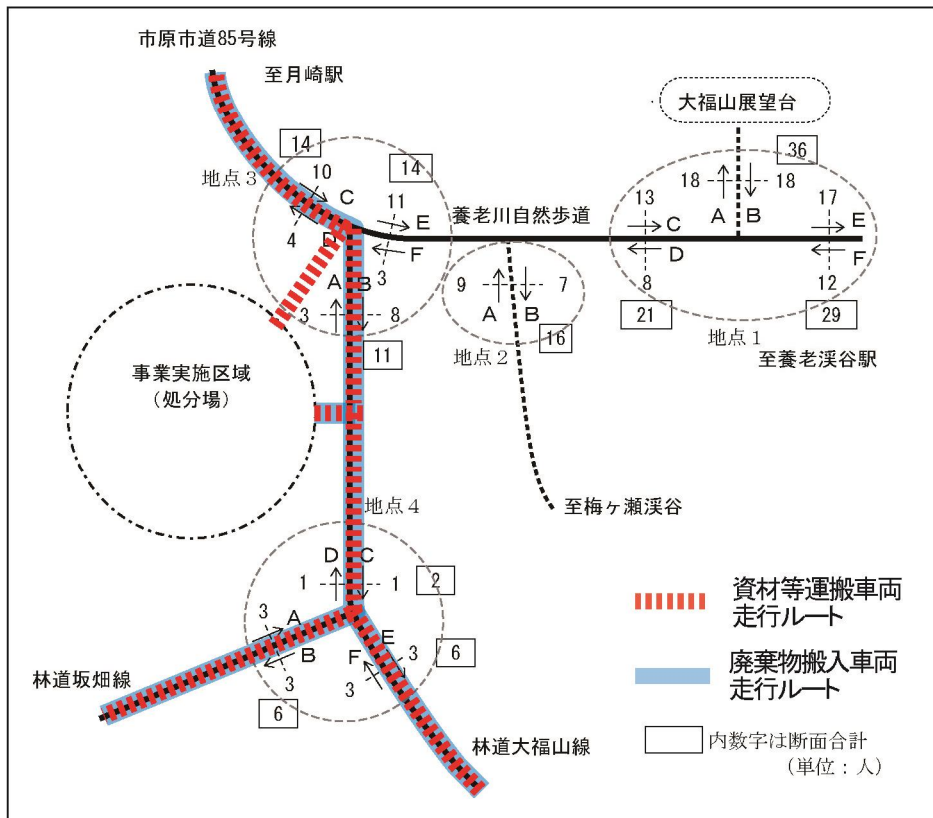 市原市道85号線
至月崎駅
大福山展望台
14
10
地点3
C
14
11
E
D
4
F
3
養老川自然歩道
36
18
18
A
B
13
17
C
E
D
F
8
12
21
29
地点1
至養老渓谷駅
A
B
3
8
11
9
7
A
B
16
地点2
事業実施区域
(処分場)
至梅ヶ瀬渓谷
地点4
D
C
1
1
2
3
A
B
3
6
E
F
3
3
6
林道坂畑線
林道大福山線
資材等運搬車両
走行ルート
廃棄物搬入車両
走行ルート
内数字は断面合計
(単位:人)